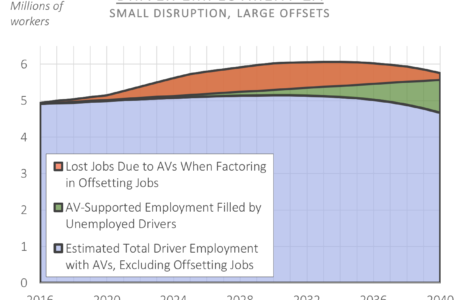 Millions of
workers
SMALL DISRUPTION, LARGE OFFSETS
6
5
4
3
2
1
0
Lost Jobs Due to AVs When Factoring
in Offsetting Jobs
AV-Supported Employment Filled by
Unemployed Drivers
Estimated Total Driver Employment
with AVs, Excluding Offsetting Jobs
2016 2020 2024 2028 2032 2036 2040